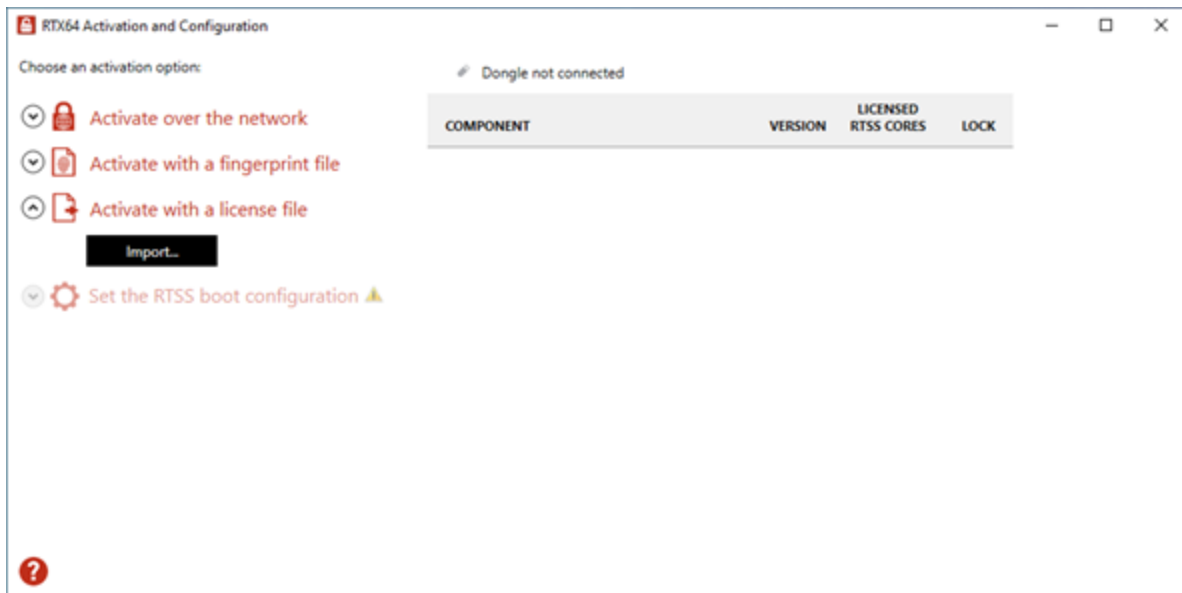 RTX64 Activation and Configuration
Choose an activation option:
Dongle not connected
Activate over the network
Activate with a fingerprint file
Activate with a license file
Import...
Set the RTSS boot configuration
COMPONENT
VERSION
LICENSED
RTSS CORES
LOCK
?